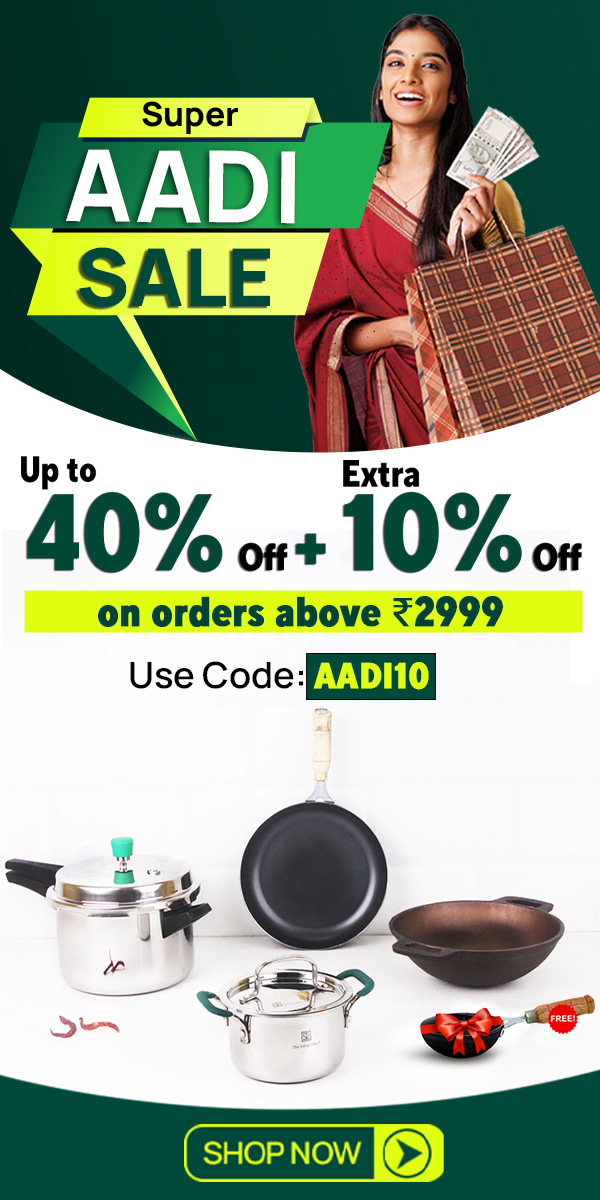 Super
AADI
SALE
Up to
40% Off + Extra
10% Off
on orders above ₹2999
Use Code: AADI10
FREE!
SHOP NOW